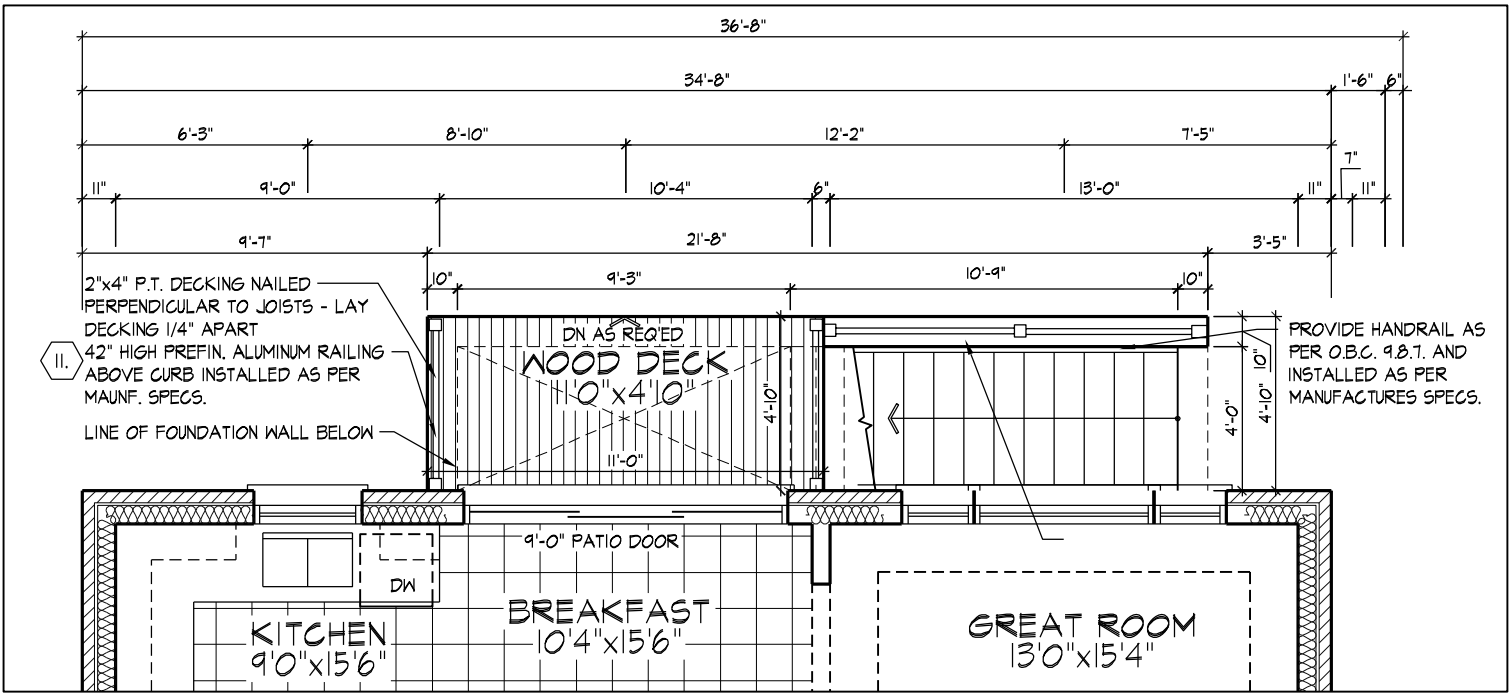 36'-8"
34'-8" 1'-6" 6"
6'-3" 8'-10" 12'-2" 7'-5"
7"
11" 9'-0" 10'-4" 6" 13'-0" 11" 11"
9'-7" 21'-8" 3'-5"
10" 9'-3" 10'-9" 10"
2"x4" P.T. DECKING NAILED
PERPENDICULAR TO JOISTS - LAY
DECKING 1/4" APART
11.
42" HIGH PREFIN. ALUMINUM RAILING
ABOVE CURB INSTALLED AS PER
MAUNF. SPECS.
LINE OF FOUNDATION WALL BELOW
DN AS REQ'ED
WOOD DECK
11'0"x4'10"
4'-10"
11'-0"
4'-0"
10"
4'-10"
PROVIDE HANDRAIL AS
PER O.B.C. 9.8.7. AND
INSTALLED AS PER
MANUFACTURES SPECS.
9'-0" PATIO DOOR
DW
KITCHEN
9'0"x15'6"
BREAKFAST
10'4"x15'6"
GREAT ROOM
13'0"x15'4"